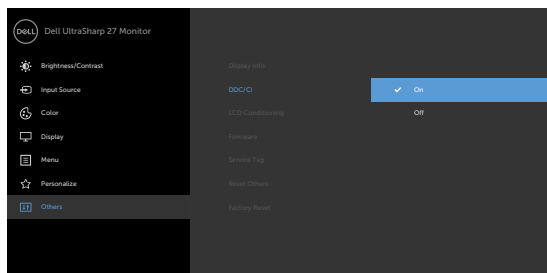 DELL
Dell UltraSharp 27 Monitor
Brightness/Contrast
Input Source
Color
Display
Menu
Personalize
Others
Display Info
DDC/CI
LCD Conditioning
Firmware
Service Tag
Reset Others
Factory Reset
On
Off